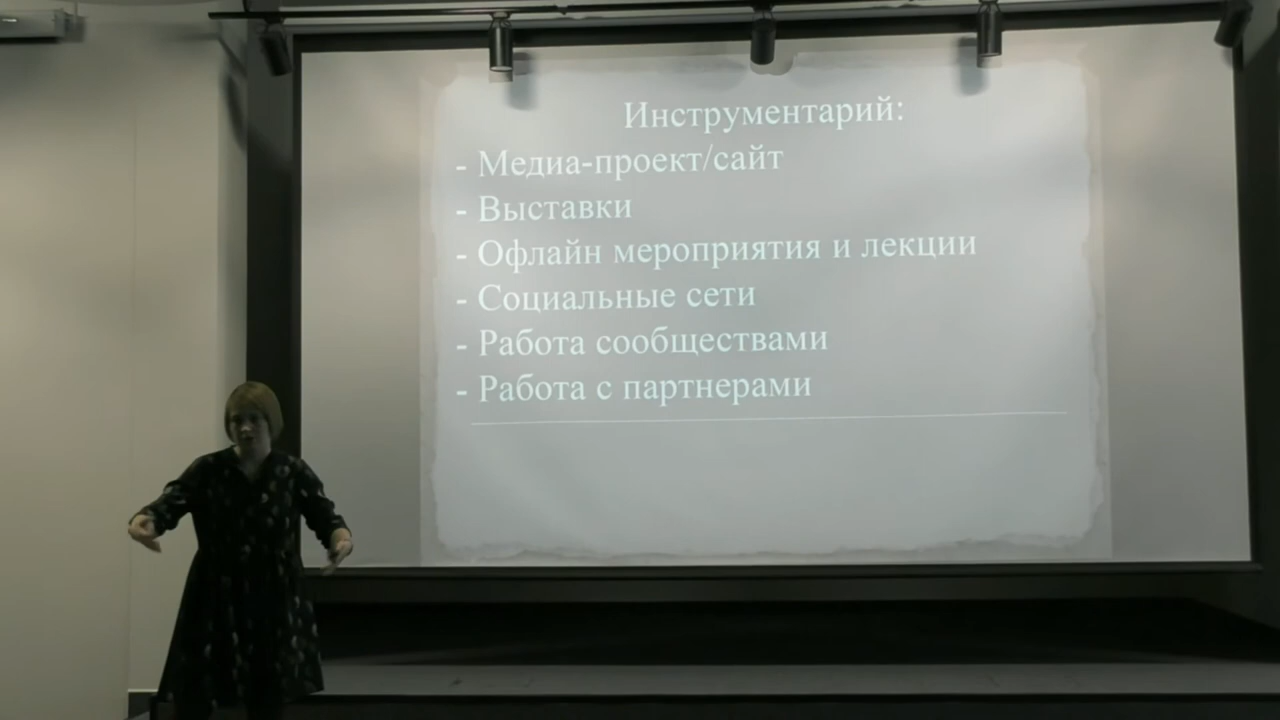 Инструментарий:
- Медиа-проект/сайт
- Выставки
- Офлайн мероприятия и лекции
- Социальные сети
- Работа сообществами
- Работа с партнерами